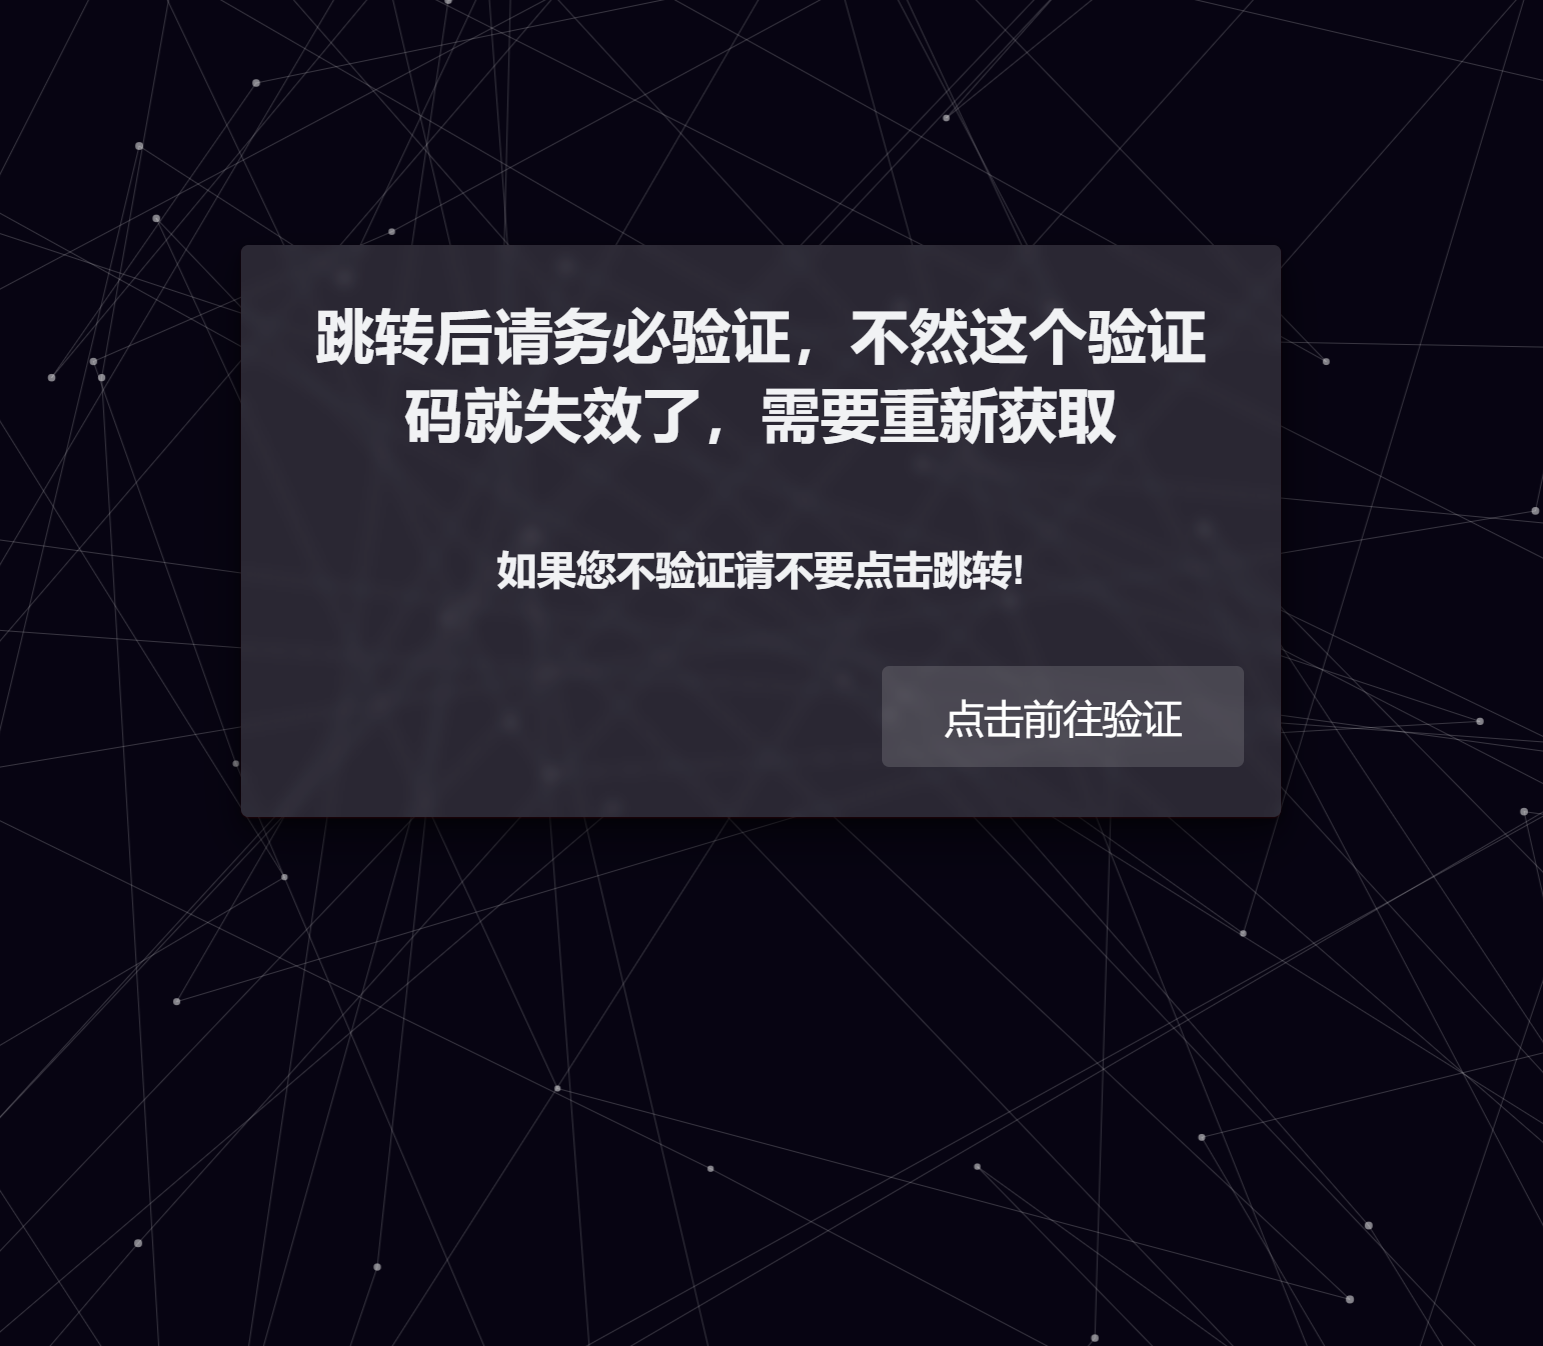 跳转后请务必验证，不然这个验证
码就失效了，需要重新获取
如果您不验证请不要点击跳转!
点击前往验证